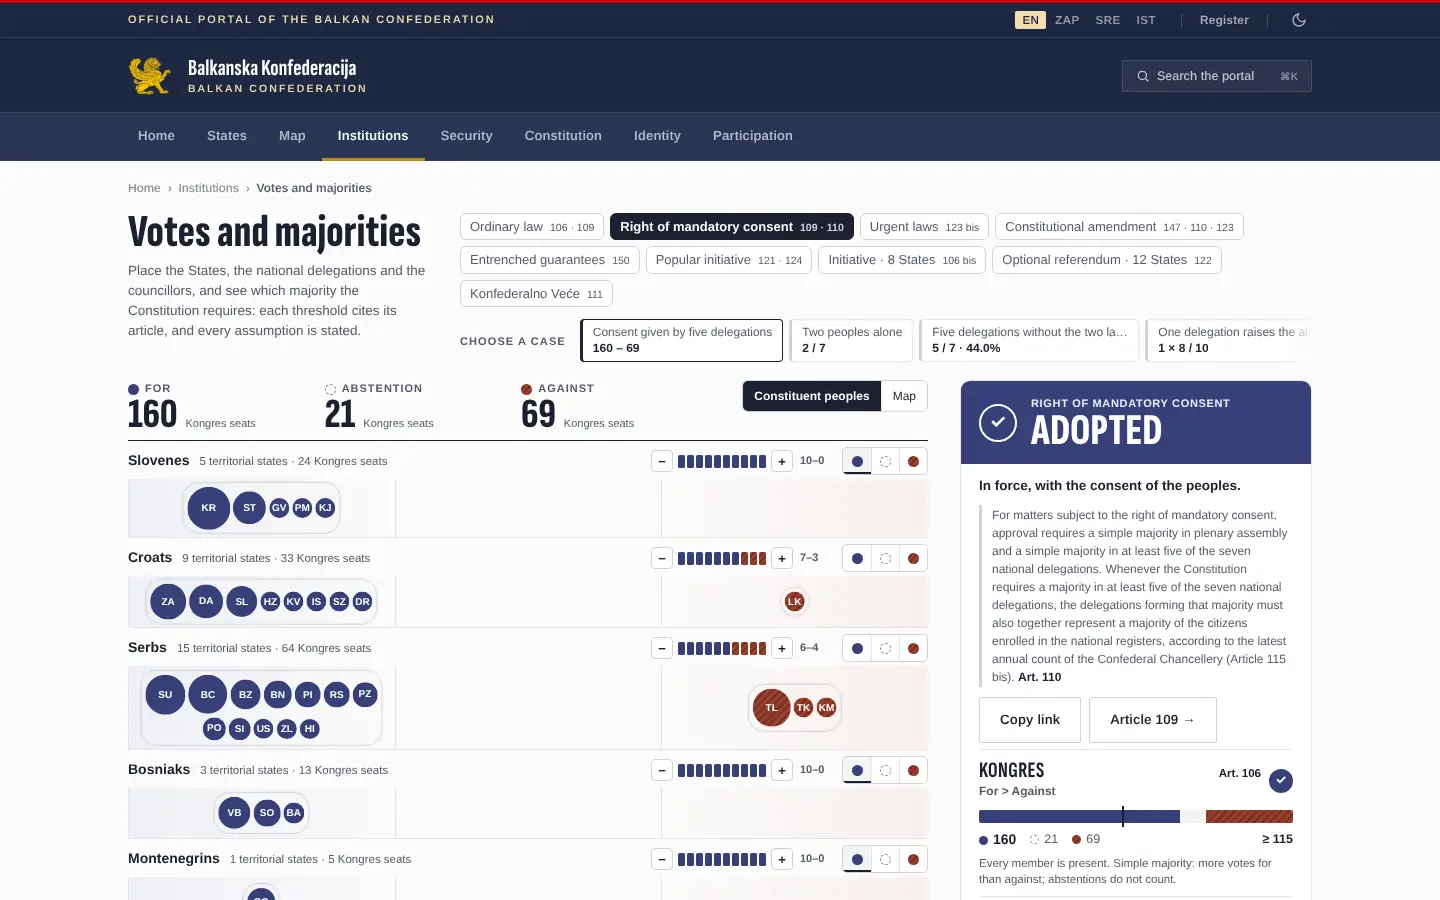 OFFICIAL PORTAL OF THE BALKAN CONFEDERATION
EN ZAP SRE IST Register
Balkanska Konfederacija
BALKAN CONFEDERATION
Search the portal ⌘K
Home States Map Institutions Security Constitution Identity Participation
Home › Institutions › Votes and majorities
Votes and majorities
Place the States, the national delegations and the
councillors, and see which majority the
Constitution requires: each threshold cites its
article, and every assumption is stated.
Ordinary law 106 · 109 Right of mandatory consent 109 · 110 Urgent laws 123 bis Constitutional amendment 147 · 110 · 123
Entrenched guarantees 150 Popular initiative 121 · 124 Initiative · 8 States 106 bis Optional referendum · 12 States 122
Konfederalno Veće 111
CHOOSE A CASE
Consent given by five delegations
160 – 69
Two peoples alone
2 / 7
Five delegations without the two la…
5 / 7 · 44.0%
One delegation raises the al
1 × 8 / 10
FOR
160 Kongres seats
ABSTENTION
21 Kongres seats
AGAINST
69 Kongres seats
Constituent peoples Map
Slovenes 5 territorial states · 24 Kongres seats − + 10–0
KR ST GV PM KJ
Croats 9 territorial states · 33 Kongres seats − + 7–3
ZA DA SL HZ KV IS SZ DR LK
Serbs 15 territorial states · 64 Kongres seats − + 6–4
SU BC BZ BN PI RS PZ
PO SI US ZL HI
TL TK KM
Bosniaks 3 territorial states · 13 Kongres seats − + 10–0
VB SO BA
Montenegrins 1 territorial states · 5 Kongres seats − + 10–0
RIGHT OF MANDATORY CONSENT
ADOPTED
In force, with the consent of the peoples.
For matters subject to the right of mandatory consent,
approval requires a simple majority in plenary assembly
and a simple majority in at least five of the seven
national delegations. Whenever the Constitution
requires a majority in at least five of the seven national
delegations, the delegations forming that majority must
also together represent a majority of the citizens
enrolled in the national registers, according to the latest
annual count of the Confederal Chancellery (Article 115
bis). Art. 110
Copy link Article 109 →
KONGRES Art. 106
For > Against
160 21 69 ≥ 115
Every member is present. Simple majority: more votes for
than against; abstentions do not count.